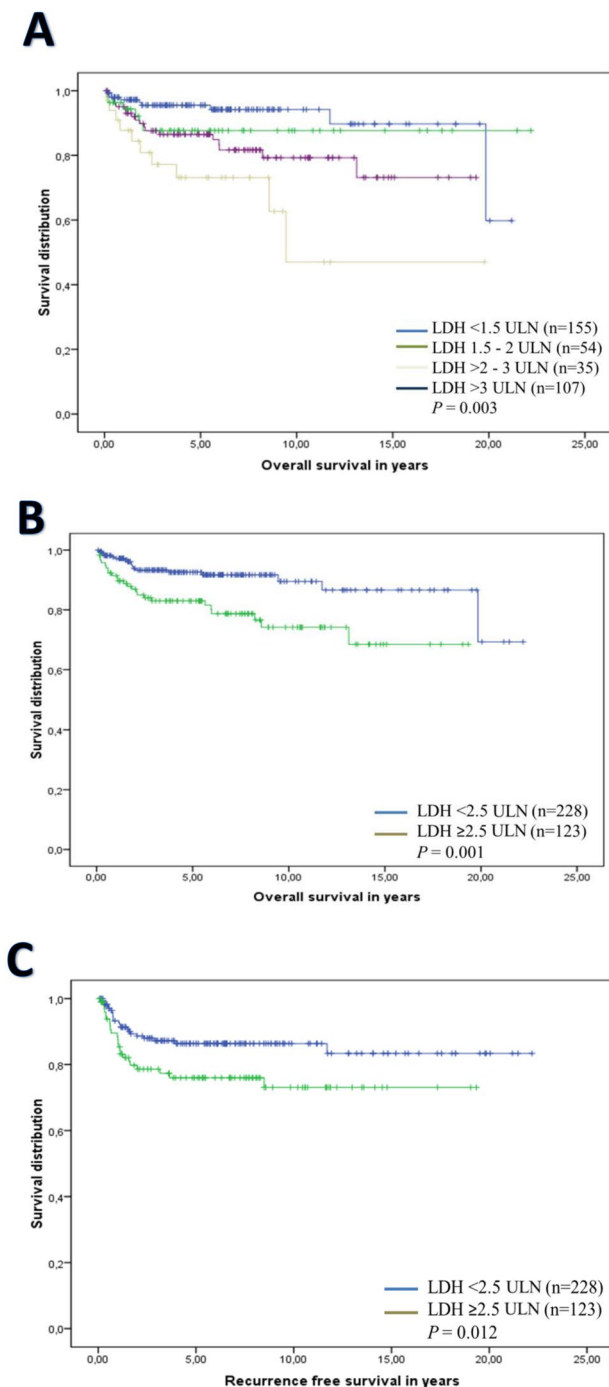 A
Survival distribution
1,0
0,8
0,6
0,4
0,2
0,0
LDH <1.5 ULN (n=155)
LDH 1.5 - 2 ULN (n=54)
LDH >2 - 3 ULN (n=35)
LDH >3 ULN (n=107)
P = 0.003
0,00 5,00 10,00 15,00 20,00 25,00
Overall survival in years
B
Survival distribution
1,0
0,8
0,6
0,4
0,2
0,0
LDH <2.5 ULN (n=228)
LDH ≥2.5 ULN (n=123)
P = 0.001
0,00 5,00 10,00 15,00 20,00 25,00
Overall survival in years
C
Survival distribution
1,0
0,8
0,6
0,4
0,2
0,0
LDH <2.5 ULN (n=228)
LDH ≥2.5 ULN (n=123)
P = 0.012
0,00 5,00 10,00 15,00 20,00 25,00
Recurrence free survival in years